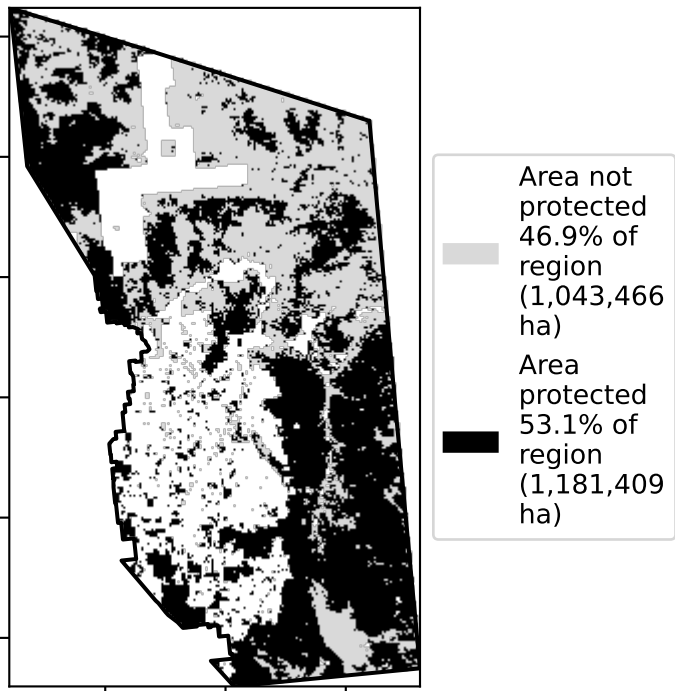 Area not
protected
46.9% of
region
(1,043,466
ha)
Area
protected
53.1% of
region
(1,181,409
ha)